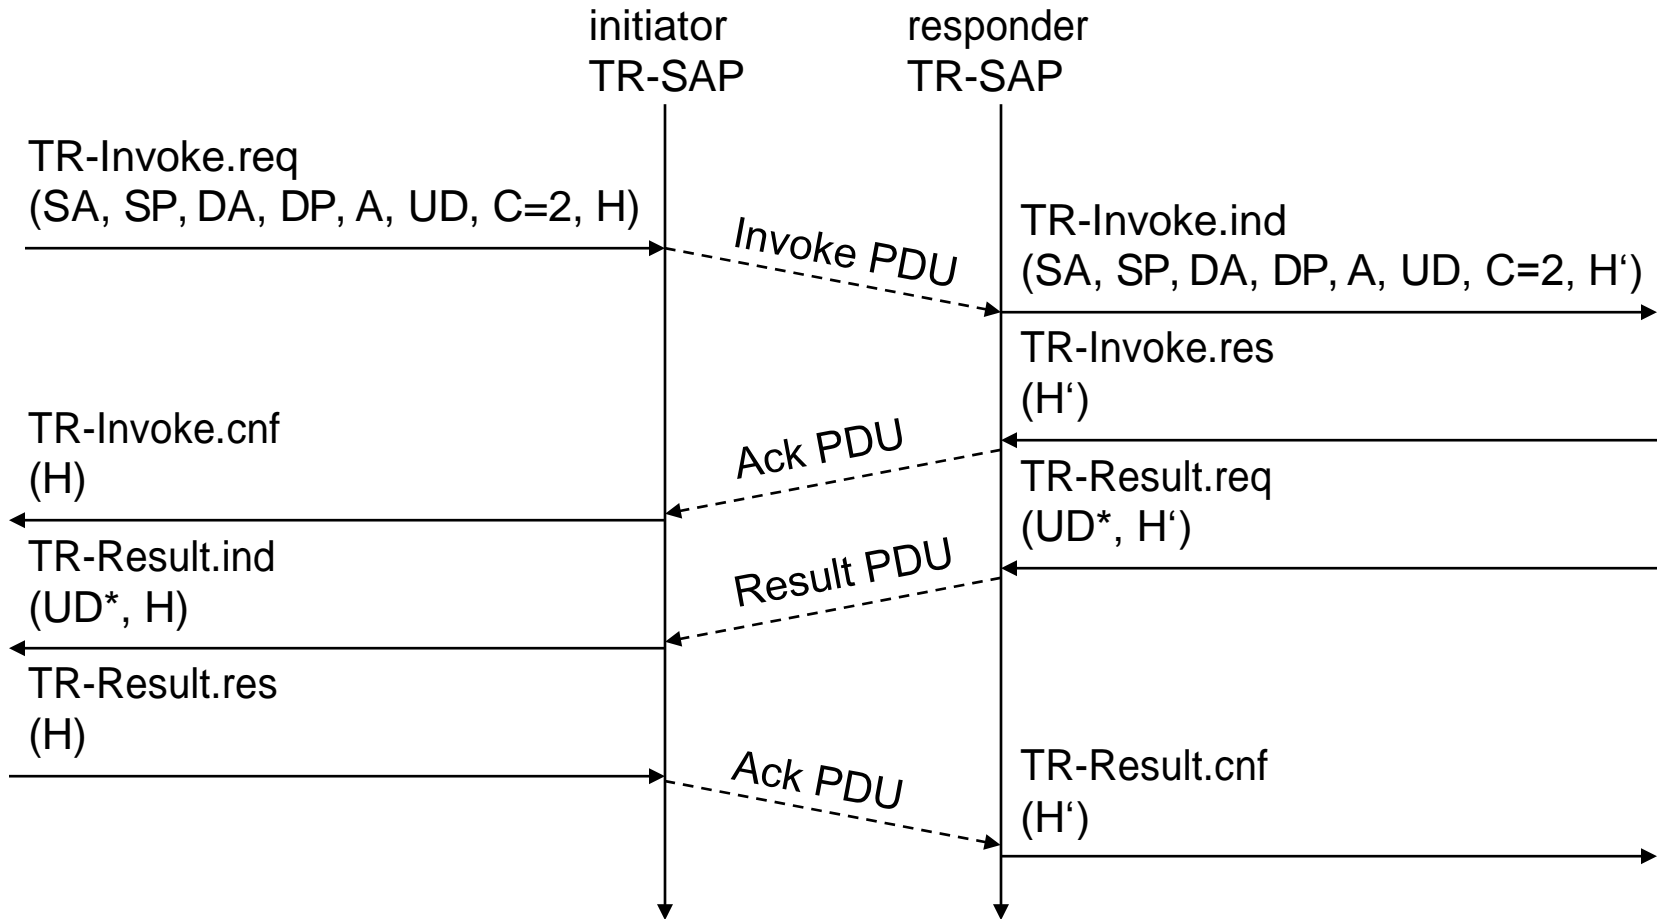 initiator
TR-SAP
responder
TR-SAP
TR-Invoke.req
(SA, SP, DA, DP, A, UD, C=2, H)
Invoke PDU
TR-Invoke.ind
(SA, SP, DA, DP, A, UD, C=2, H‘)
TR-Invoke.res
(H‘)
TR-Invoke.cnf
(H)
Ack PDU
TR-Result.req
(UD*, H‘)
TR-Result.ind
(UD*, H)
Result PDU
TR-Result.res
(H)
Ack PDU
TR-Result.cnf
(H‘)